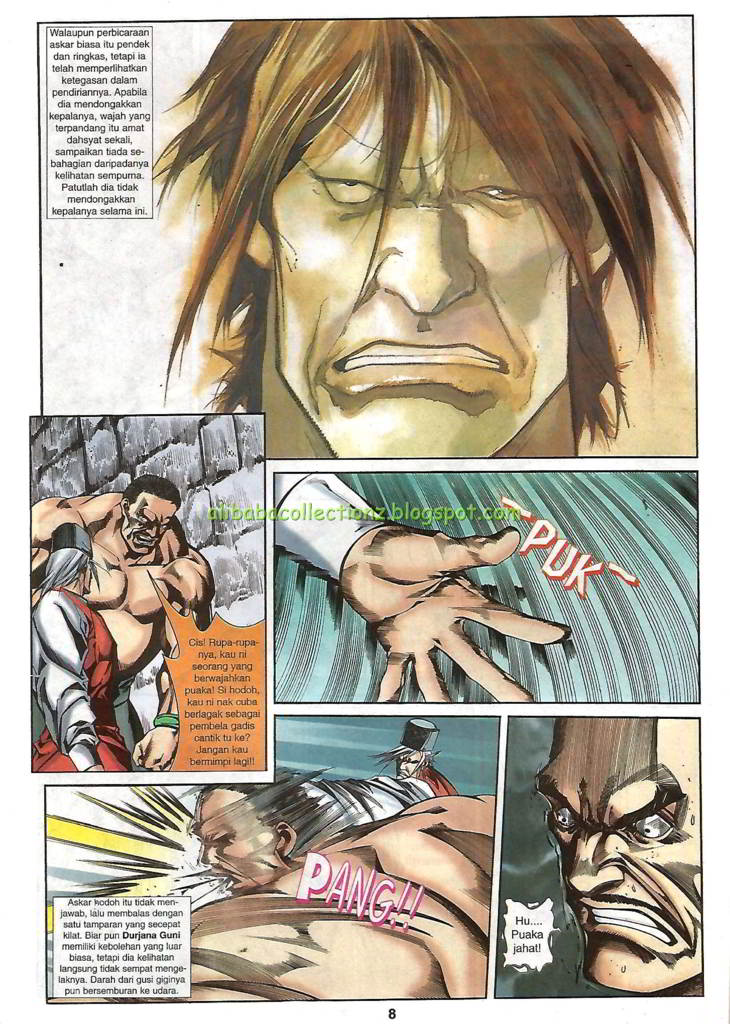 Walaupun perbicaraan
askar biasa itu pendek
dan ringkas, tetapi ia
telah memperlihatkan
ketegasan dalam
pendiriannya. Apabila
dia mendongakkan
kepalanya, wajah yang
terpandang itu amat
dahsyat sekali,
sampaikan tiada se-
bahagian daripadanya
kelihatan sempurna.
Patutlah dia tidak
mendongakkan
kepalanya selama ini.
alibabacollectionz.blogspot.com
PUK
Cis! Rupa-rupa-
nya, kau ni
seorang yang
berwajahkan
puaka! Si hodoh,
kau ni nak cuba
berlagak sebagai
pembela gadis
cantik tu ke?
Jangan kau
bermimpi lagi!!
PANG!!
Askar hodoh itu tidak men-
jawab, lalu membalas dengan
satu tamparan yang secepat
kilat. Biar pun Durjana Guni
memiliki kebolehan yang luar
biasa, tetapi dia kelihatan
langsung tidak sempat menge-
laknya. Darah dari gusi giginya
pun bersemburan ke udara.
Hu....
Puaka
jahat!
8